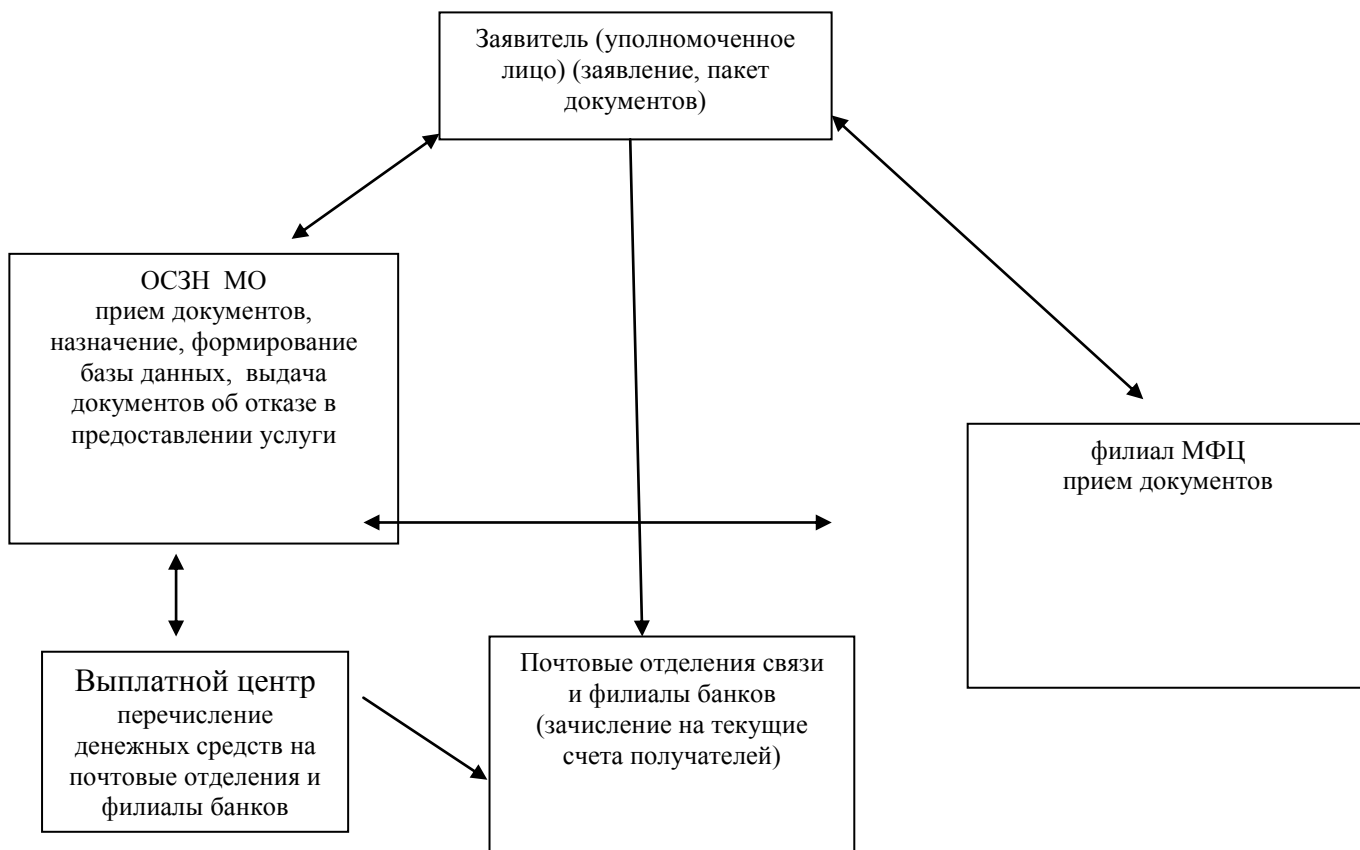 Заявитель (уполномоченное
лицо) (заявление, пакет
документов)
ОСЗН  МО
прием документов,
назначение, формирование
базы данных,  выдача
документов об отказе в
предоставлении услуги
филиал МФЦ
прием документов
Выплатной центр
перечисление
денежных средств на
почтовые отделения и
филиалы банков
Почтовые отделения связи
и филиалы банков
(зачисление на текущие
счета получателей)